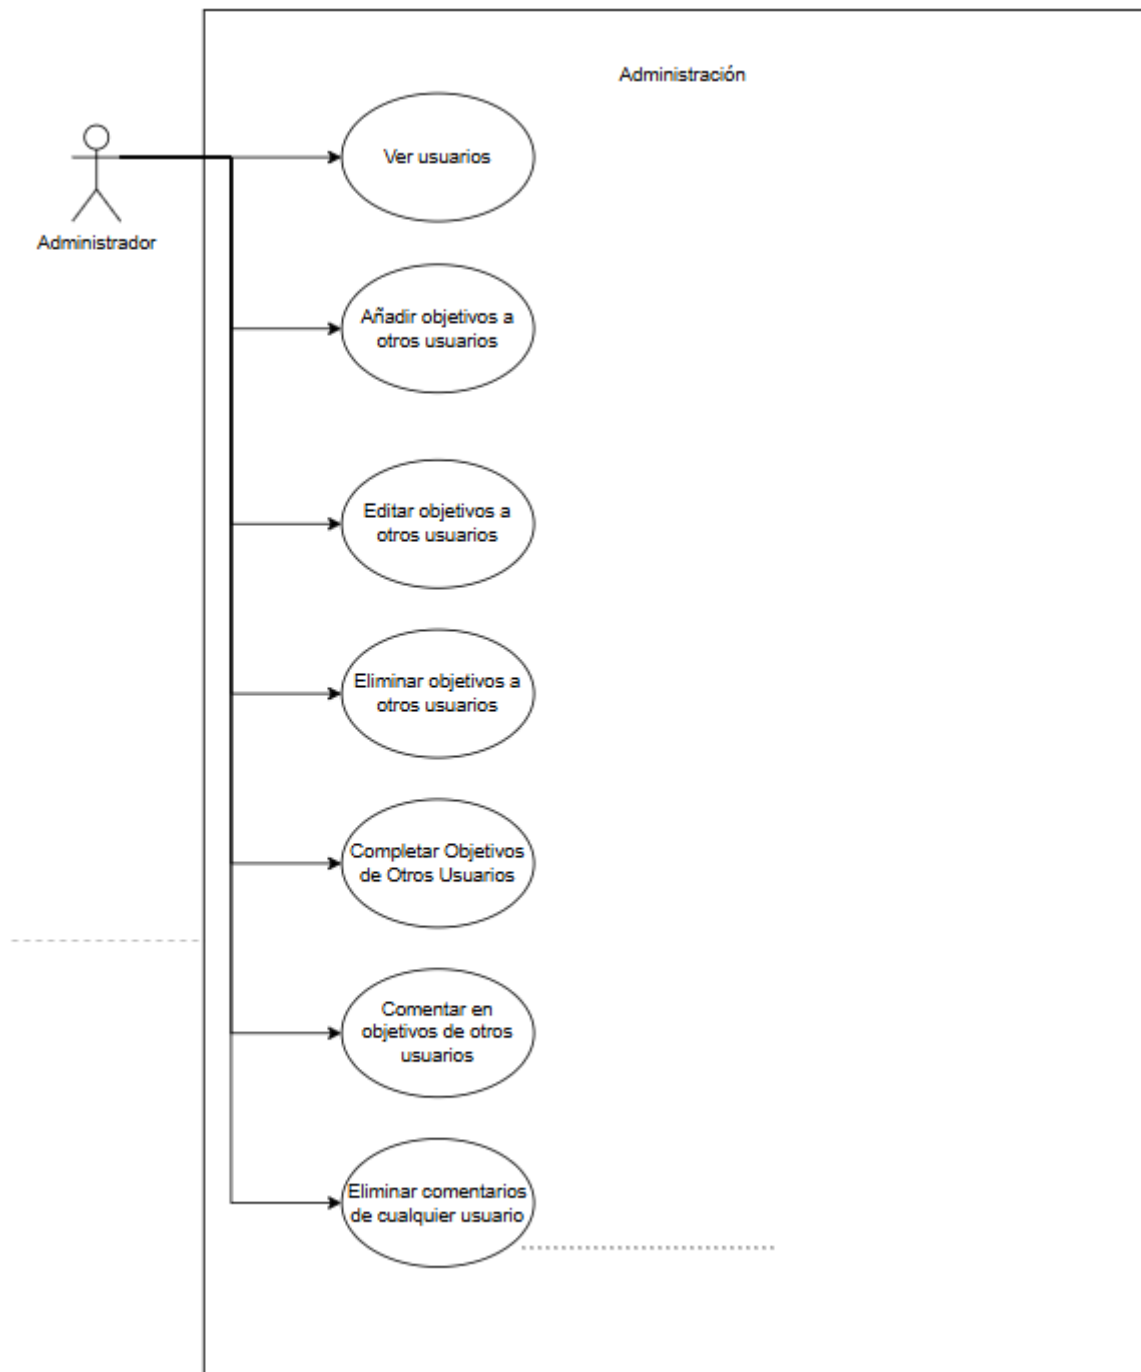 Administración
Administrador
Ver usuarios
Añadir objetivos a
otros usuarios
Editar objetivos a
otros usuarios
Eliminar objetivos a
otros usuarios
Completar Objetivos
de Otros Usuarios
Comentar en
objetivos de otros
usuarios
Eliminar comentarios
de cualquier usuario